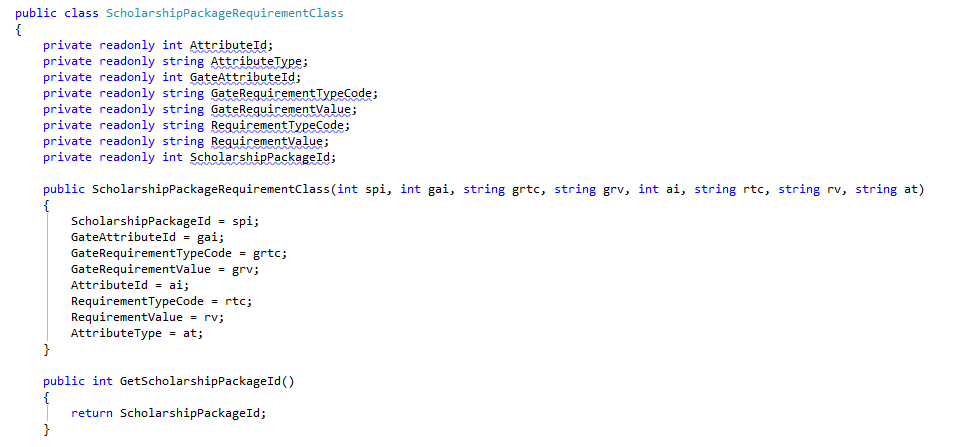 public class ScholarshipPackageRequirementClass
{
    private readonly int AttributeId;
    private readonly string AttributeType;
    private readonly int GateAttributeId;
    private readonly string GateRequirementTypeCode;
    private readonly string GateRequirementValue;
    private readonly string RequirementTypeCode;
    private readonly string RequirementValue;
    private readonly int ScholarshipPackageId;

    public ScholarshipPackageRequirementClass(int spi, int gai, string grtc, string grv, int ai, string rtc, string rv, string at)
    {
        ScholarshipPackageId = spi;
        GateAttributeId = gai;
        GateRequirementTypeCode = grtc;
        GateRequirementValue = grv;
        AttributeId = ai;
        RequirementTypeCode = rtc;
        RequirementValue = rv;
        AttributeType = at;
    }

    public int GetScholarshipPackageId()
    {
        return ScholarshipPackageId;
    }